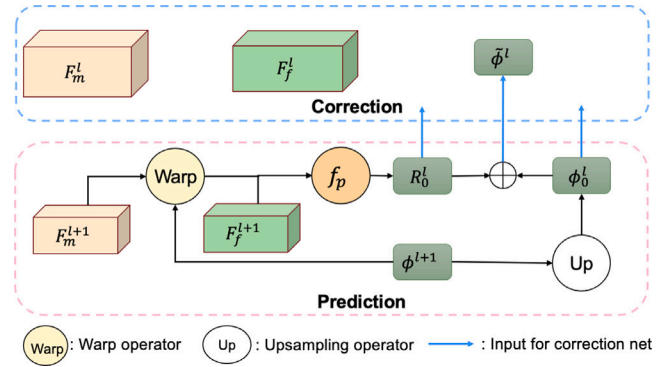 F_m^l
F_f^l
\tilde{ϕ}^l
Correction
Warp
f_p
R_0^l
ϕ_0^l
F_m^{l+1}
F_f^{l+1}
ϕ^{l+1}
Up
Prediction
Warp : Warp operator
Up : Upsampling operator
: Input for correction net